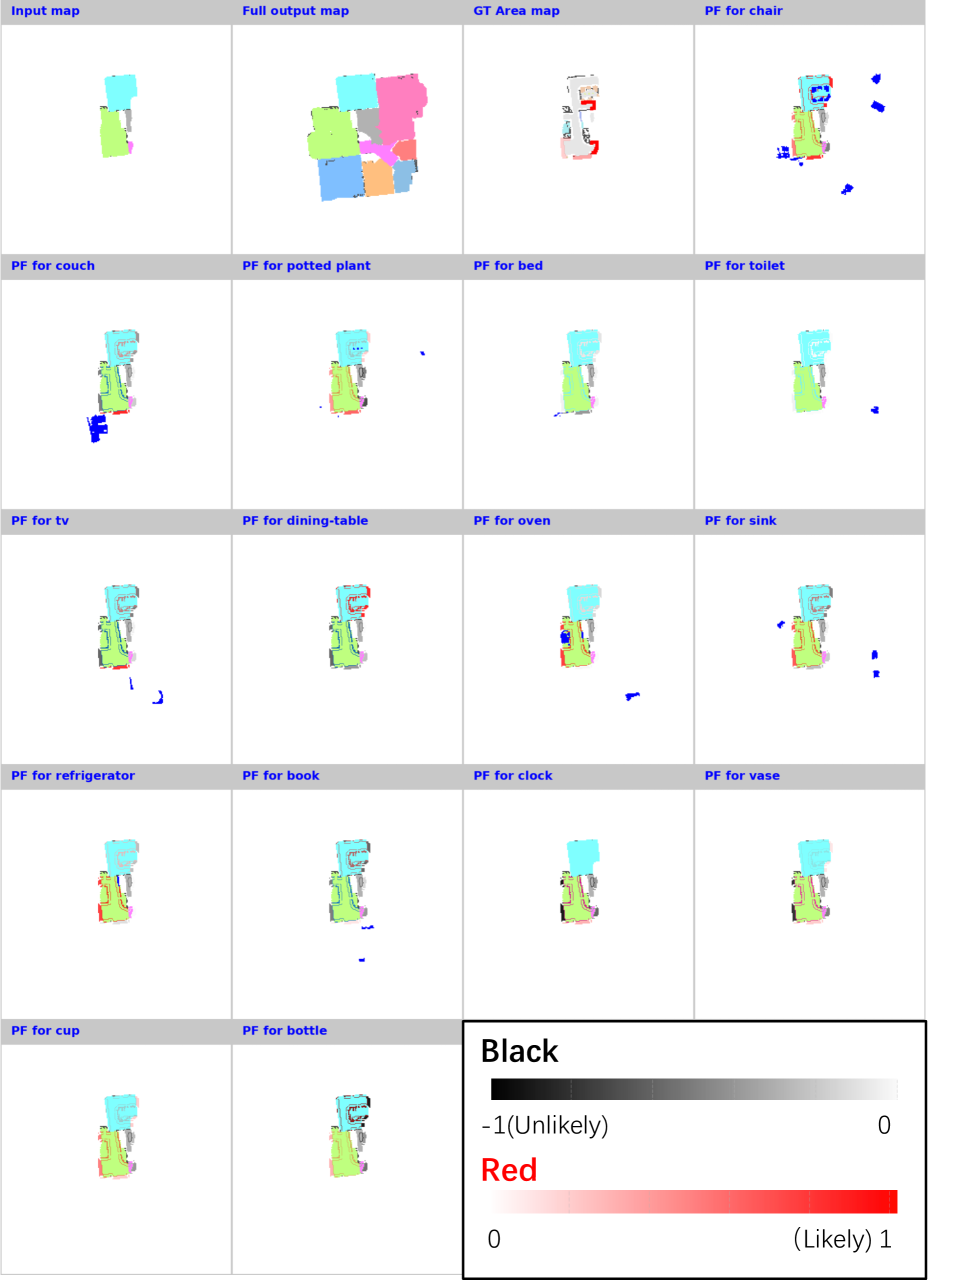 Input map
Full output map
GT Area map
PF for chair
PF for couch
PF for potted plant
PF for bed
PF for toilet
PF for tv
PF for dining-table
PF for oven
PF for sink
PF for refrigerator
PF for book
PF for clock
PF for vase
PF for cup
PF for bottle
Black
-1(Unlikely) 0
Red
0 (Likely) 1